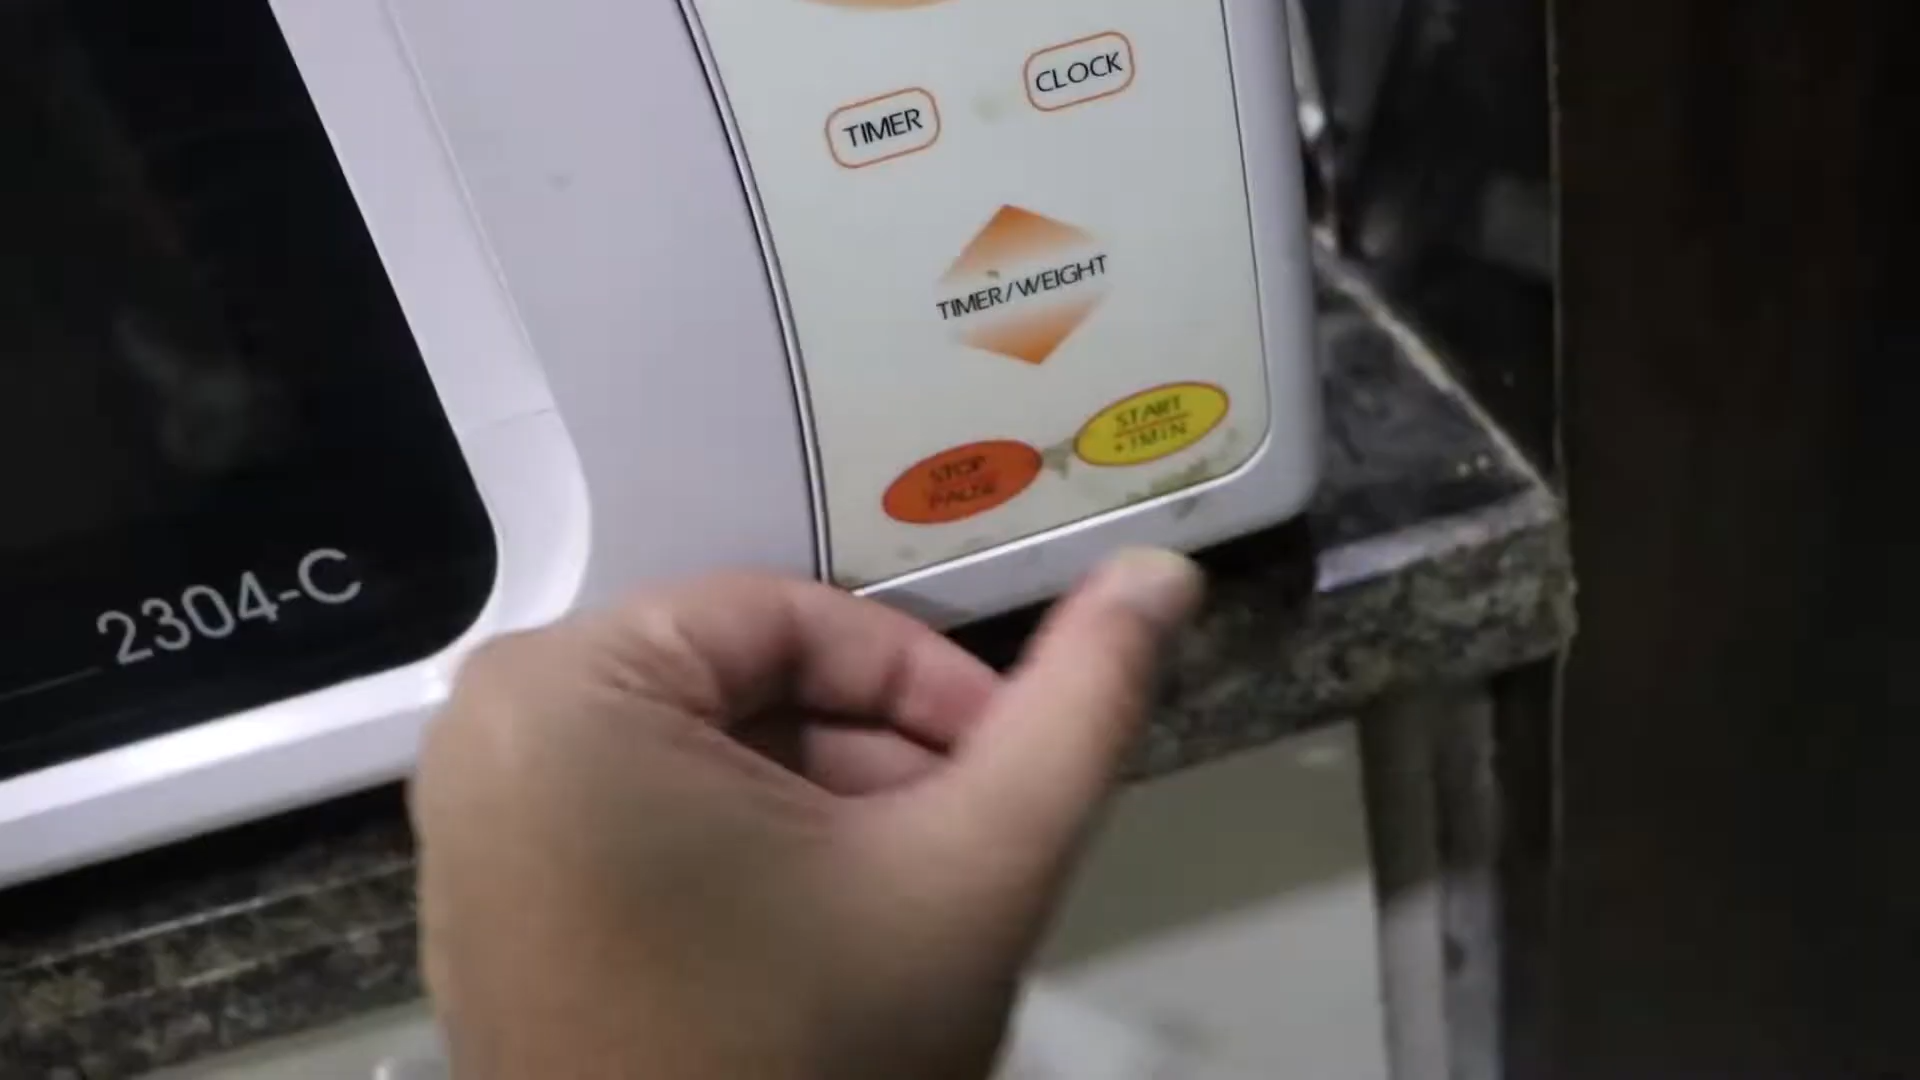 CLOCK
TIMER
TIMER/WEIGHT
START
+1MIN
STOP
PAUSE
2304-C